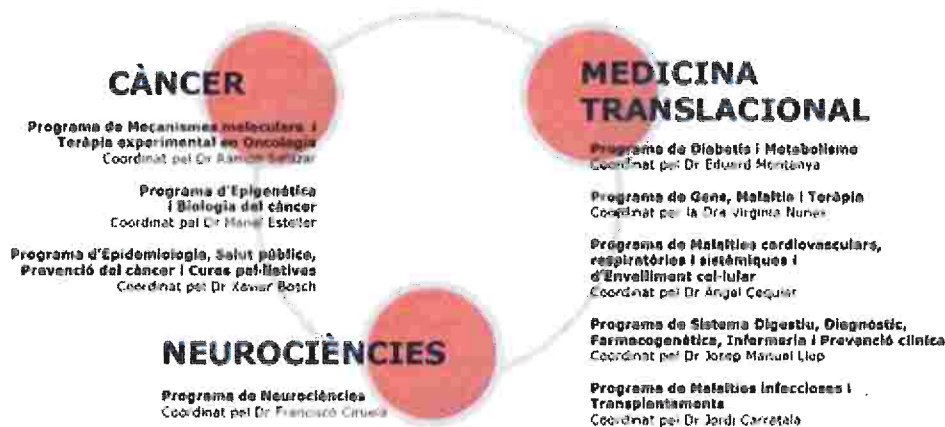 CÀNCER
Programa de Mecanismes moleculars i
Teràpia experimental en Oncologia
Coordinat pel Dr Ramón Salazar
Programa d'Epigenètica
i Biologia del càncer
Coordinat pel Dr Manel Esteller
Programa d'Epidemiologia, Salut pública,
Prevenció del càncer i Cures pal·liatives
Coordinat pel Dr Xavier Bosch
NEUROCIÈNCIES
Programa de Neurociències
Coordinat pel Dr Francisco Ciruela
MEDICINA
TRANSLACIONAL
Programa de Diabetis i Metabolisme
Coordinat pel Dr Eduard Montanya
Programa de Gens, Malaltia i Teràpia
Coordinat per la Dra Virginia Nunes
Programa de Malalties cardiovasculars,
respiratòries i sistèmiques i
d'Envelliment cel·lular
Coordinat pel Dr Àngel Cequier
Programa de Sistema Digestiu, Diagnòstic,
Farmacogenètica, Infermeria i Prevenció clínica
Coordinat pel Dr Josep Manuel Llop
Programa de Malalties infeccioses i
Transplantaments
Coordinat pel Dr Jordi Carratalà